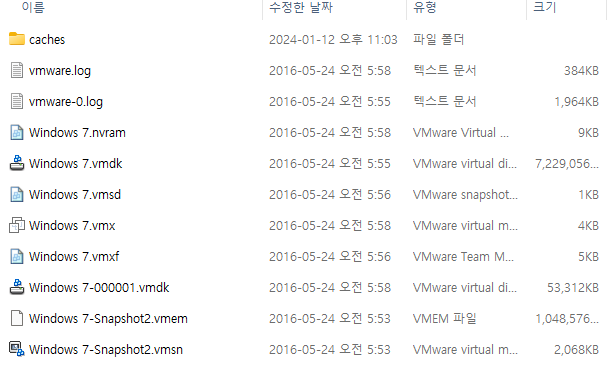 이름 수정한 날짜 유형 크기
caches 2024-01-12 오후 11:03 파일 폴더
vmware.log 2016-05-24 오전 5:58 텍스트 문서 384KB
vmware-0.log 2016-05-24 오전 5:55 텍스트 문서 1,964KB
Windows 7.nvram 2016-05-24 오전 5:58 VMware Virtual ... 9KB
Windows 7.vmdk 2016-05-24 오전 5:55 VMware virtual di... 7,229,056...
Windows 7.vmsd 2016-05-24 오전 5:56 VMware snapshot... 1KB
Windows 7.vmx 2016-05-24 오전 5:58 VMware virtual m... 4KB
Windows 7.vmxf 2016-05-24 오전 5:56 VMware Team M... 5KB
Windows 7-000001.vmdk 2016-05-24 오전 5:58 VMware virtual di... 53,312KB
Windows 7-Snapshot2.vmem 2016-05-24 오전 5:53 VMEM 파일 1,048,576...
Windows 7-Snapshot2.vmsn 2016-05-24 오전 5:53 VMware virtual m... 2,068KB